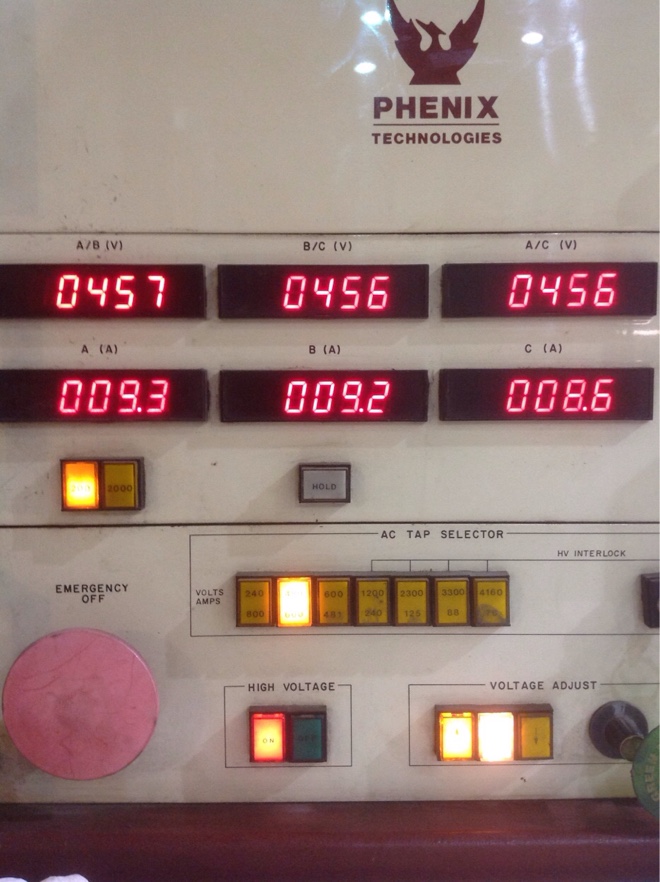 PHENIX
TECHNOLOGIES
A/B (V) B/C (V) A/C (V)
0457 0456 0456
A (A) B (A) C (A)
009.3 009.2 008.6
2000 HOLD
AC TAP SELECTOR
HV INTERLOCK
EMERGENCY
OFF
VOLTS 240 600 1200 2300 3300 4160
AMPS 800 600 481 240 125 88
HIGH VOLTAGE VOLTAGE ADJUST
ON OFF
GREEN